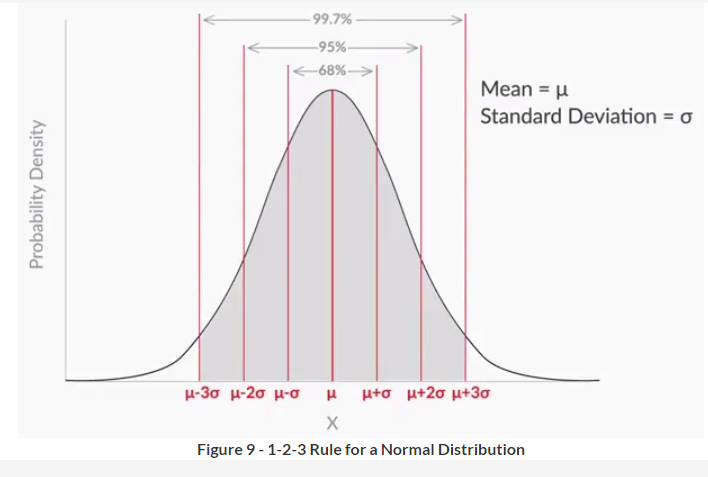 99.7%
95%
68%
Mean = μ
Standard Deviation = σ
Probability Density
μ-3σ μ-2σ μ-σ μ μ+σ μ+2σ μ+3σ
X
Figure 9 - 1-2-3 Rule for a Normal Distribution